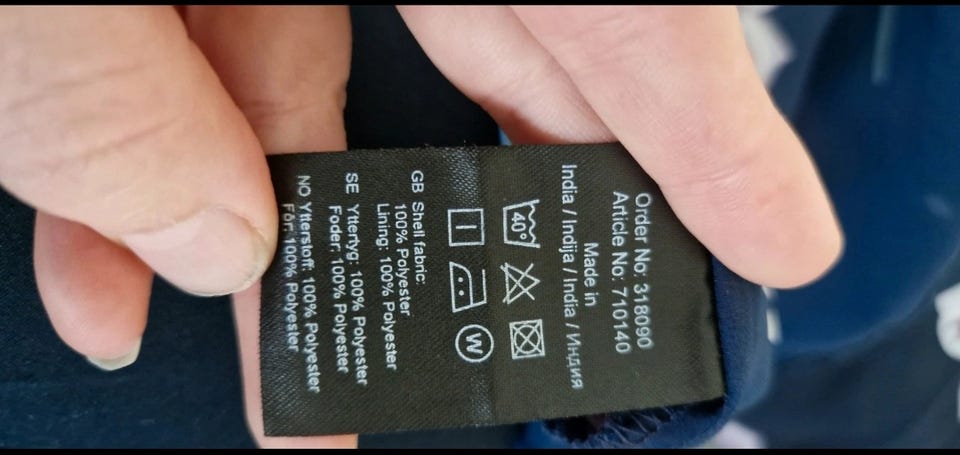 Order No: 318090
Article No: 710140
Made in
India / Indija / India / Индия
40°
W
GB Shell fabric:
100% Polyester
Lining: 100% Polyester
SE Yttertyg: 100% Polyester
Foder: 100% Polyester
NO Ytterstoff: 100% Polyester
Fôr: 100% Polyester